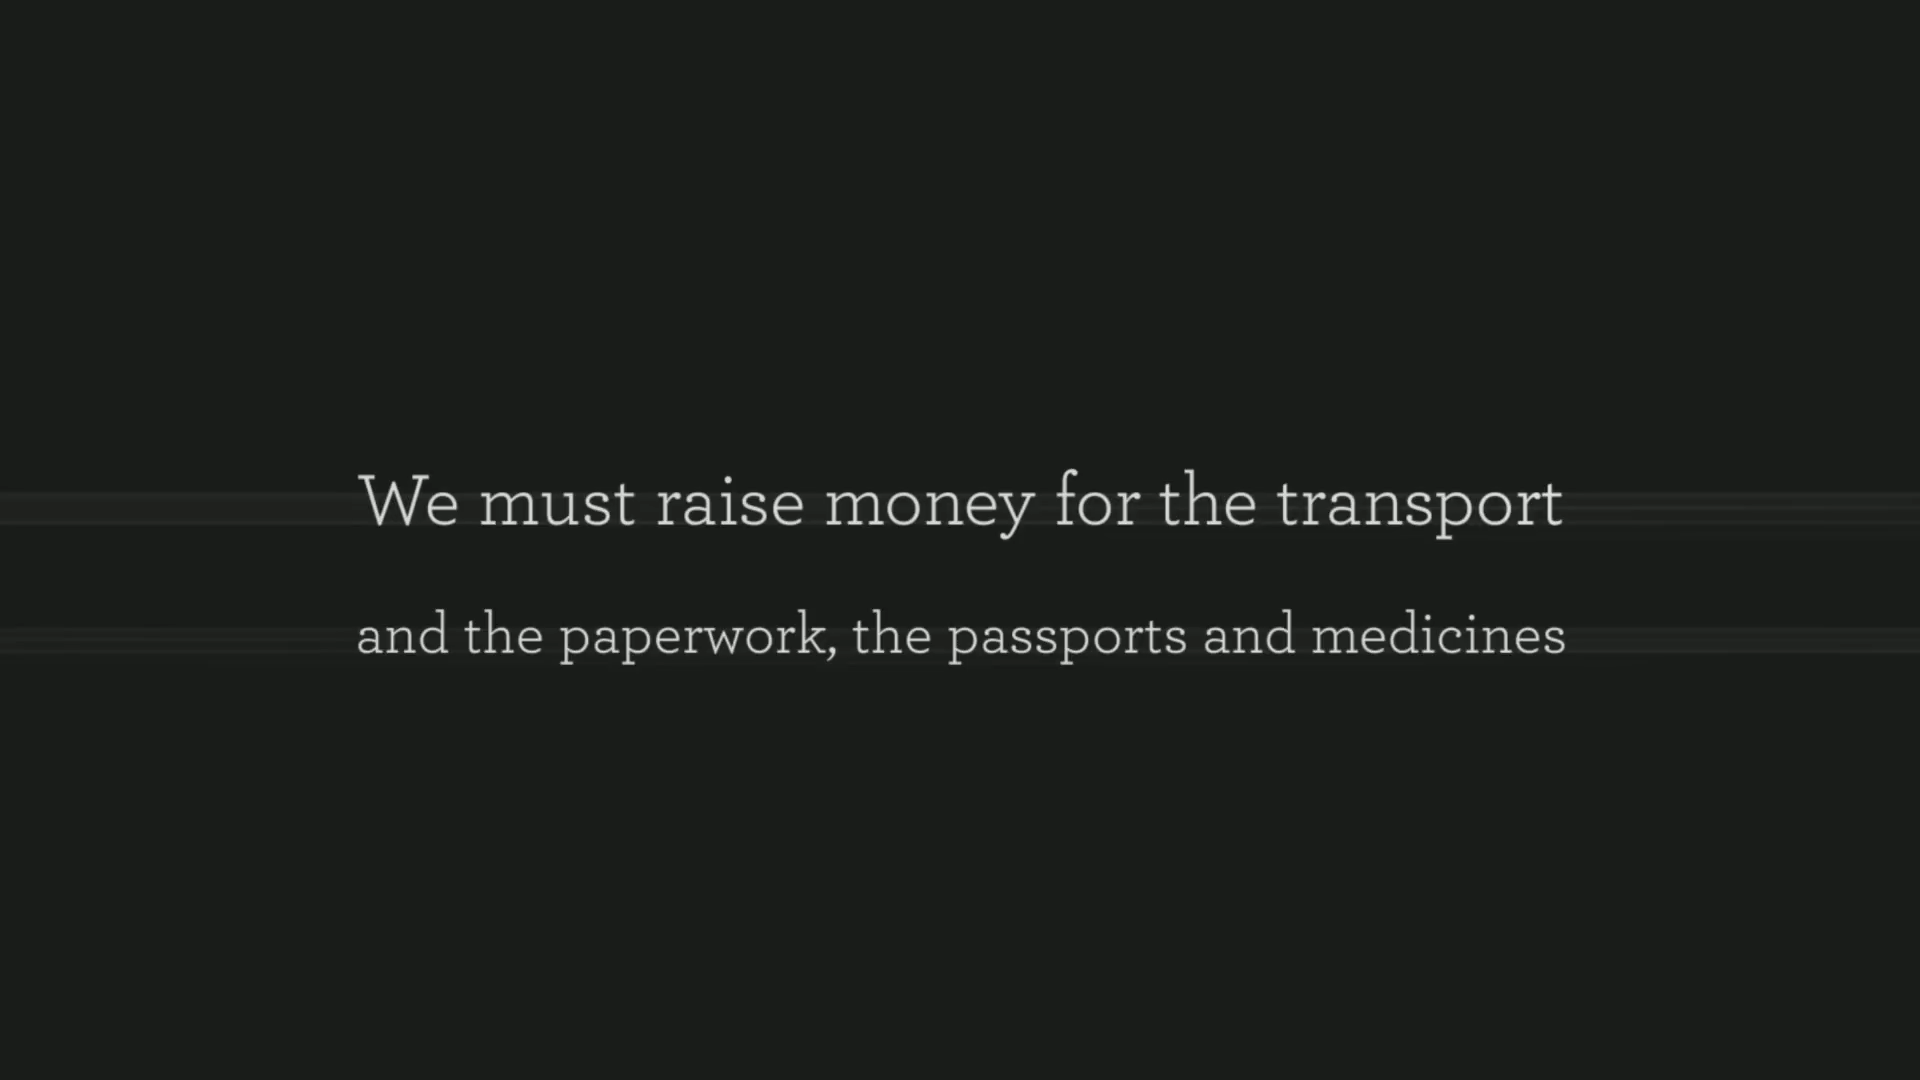 We must raise money for the transport
and the paperwork, the passports and medicines